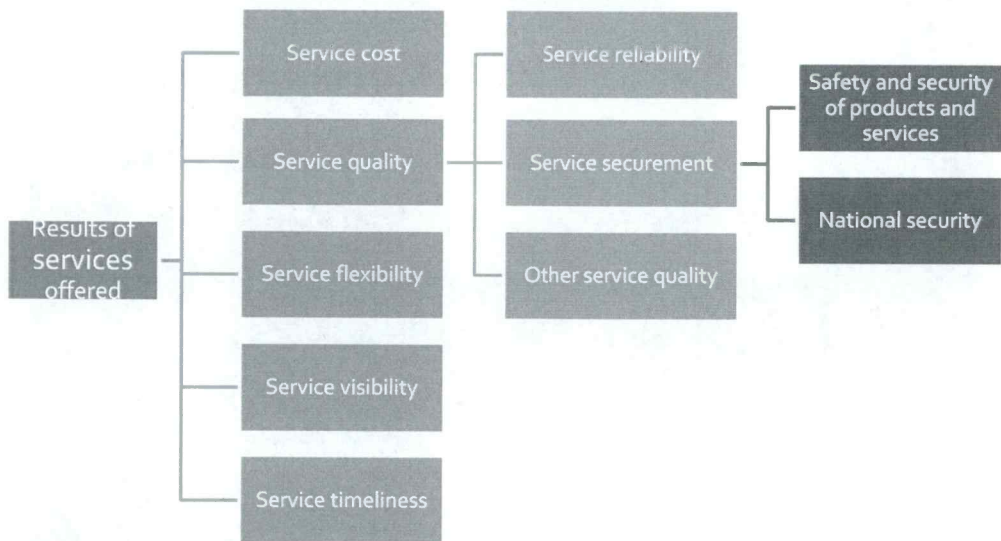 Results of
services
offered
Service cost
Service quality
Service flexibility
Service visibility
Service timeliness
Service reliability
Service securement
Other service quality
Safety and security
of products and
services
National security